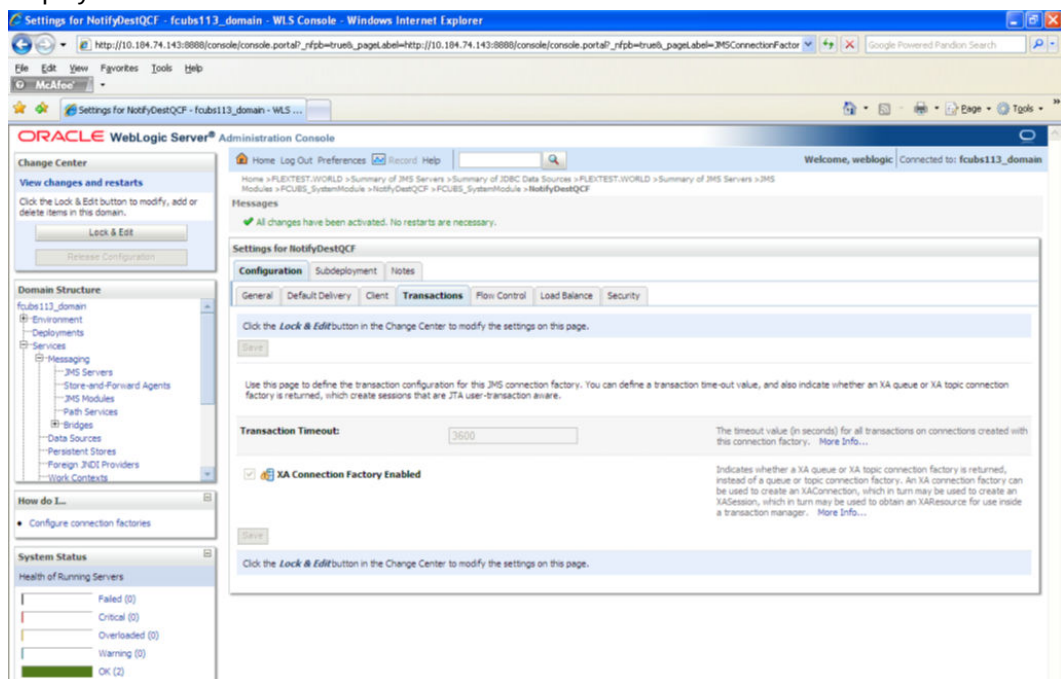 Settings for NotifyDestQCF - fcubs113_domain - WLS Console - Windows Internet Explorer
http://10.184.74.143:8888/console/console.portal?_nfpb=true&_pageLabel=http://10.184.74.143:8888/console/console.portal?_nfpb=true&_pageLabel=JMSConnectionFactor
Google Powered Pandion Search
File Edit View Favorites Tools Help
McAfee
Settings for NotifyDestQCF - fcubs113_domain - WLS ...
Page Tools
ORACLE WebLogic Server® Administration Console
Change Center
View changes and restarts
Click the Lock & Edit button to modify, add or
delete items in this domain.
Lock & Edit
Release Configuration
Domain Structure
fcubs113_domain
Environment
Deployments
Services
Messaging
JMS Servers
Store-and-Forward Agents
JMS Modules
Path Services
Bridges
Data Sources
Persistent Stores
Foreign JNDI Providers
Work Contexts
How do I...
Configure connection factories
System Status
Health of Running Servers
Failed (0)
Critical (0)
Overloaded (0)
Warning (0)
OK (2)
Home Log Out Preferences Record Help
Welcome, weblogic Connected to: fcubs113_domain
Home >FLEXTEST.WORLD >Summary of JMS Servers >Summary of JDBC Data Sources >FLEXTEST.WORLD >Summary of JMS Servers >JMS
Modules >FCUBS_SystemModule >NotifyDestQCF >FCUBS_SystemModule >NotifyDestQCF
Messages
All changes have been activated. No restarts are necessary.
Settings for NotifyDestQCF
Configuration Subdeployment Notes
General Default Delivery Client Transactions Flow Control Load Balance Security
Click the Lock & Edit button in the Change Center to modify the settings on this page.
Save
Use this page to define the transaction configuration for this JMS connection factory. You can define a transaction time-out value, and also indicate whether an XA queue or XA topic connection
factory is returned, which create sessions that are JTA user-transaction aware.
Transaction Timeout:
3600
The timeout value (in seconds) for all transactions on connections created with
this connection factory. More Info...
XA Connection Factory Enabled
Indicates whether a XA queue or XA topic connection factory is returned,
instead of a queue or topic connection factory. An XA connection factory can
be used to create an XAConnection, which in turn may be used to create an
XASession, which in turn may be used to obtain an XAResource for use inside
a transaction manager. More Info...
Save
Click the Lock & Edit button in the Change Center to modify the settings on this page.